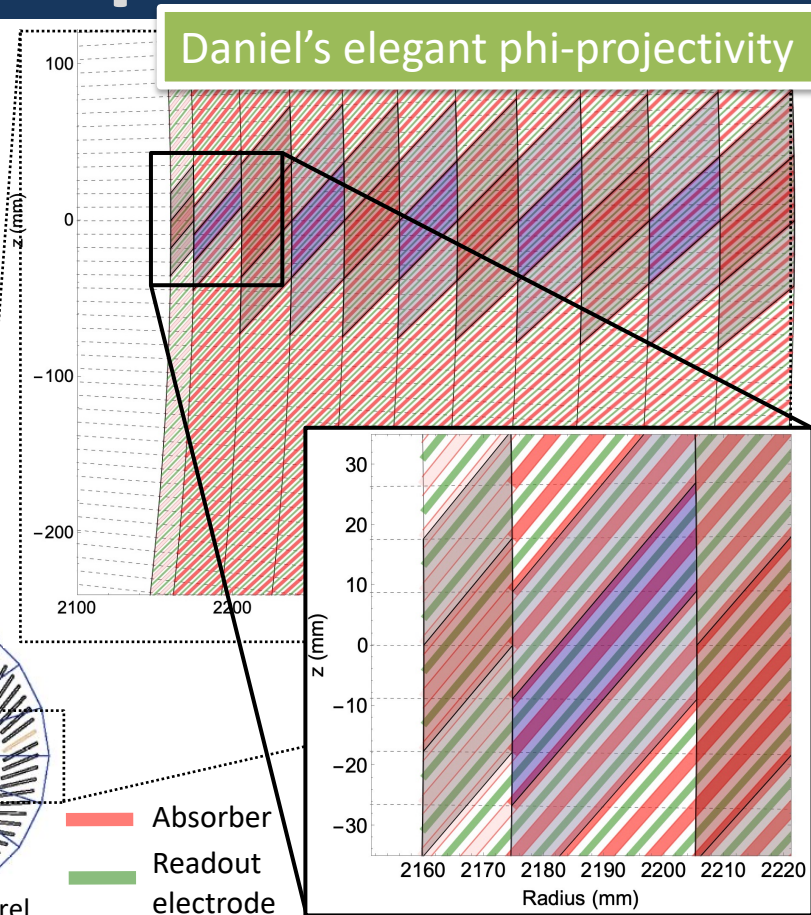 Daniel's elegant phi-projectivity
100
0
−100
−200
z (mm)
2100
2200
30
20
10
0
−10
−20
−30
z (mm)
2160 2170 2180 2190 2200 2210 2220
Radius (mm)
Absorber
Readout
electrode